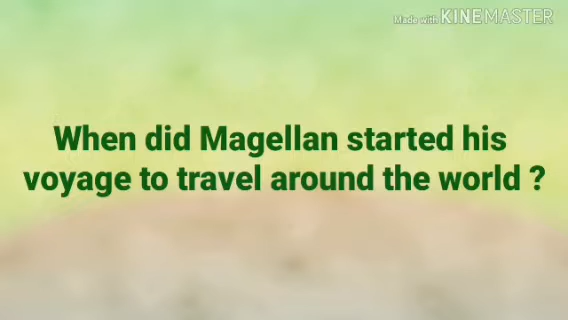 Made with KINEMASTER
When did Magellan started his
voyage to travel around the world ?